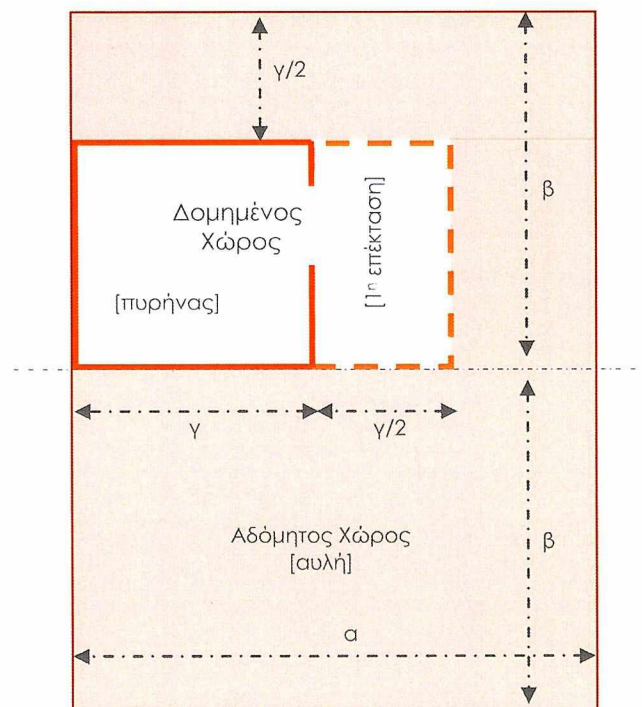 γ/2
β
Δομημένος
Χώρος
[1η επέκταση]
[πυρήνας]
γ
γ/2
Αδόμητος Χώρος
[αυλή]
β
α